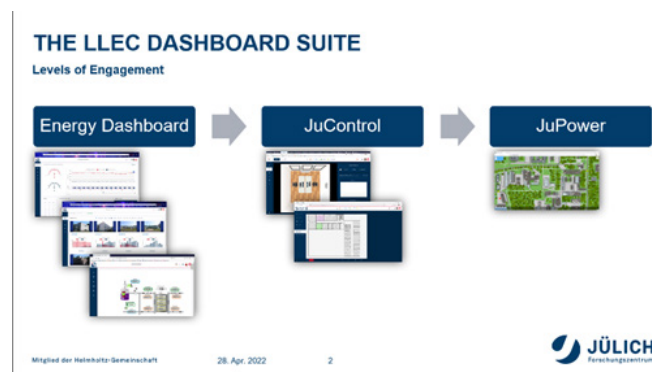 THE LLEC DASHBOARD SUITE
Levels of Engagement
Energy Dashboard
JuControl
JuPower
Mitglied der Helmholtz-Gemeinschaft
28. Apr. 2022
2
JÜLICH
Forschungszentrum